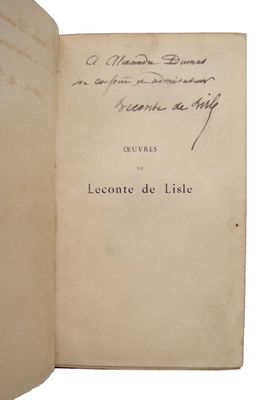 A Alexandre Dumas
son confrère et admirateur
Leconte de Lisle
ŒUVRES
DE
Leconte de Lisle